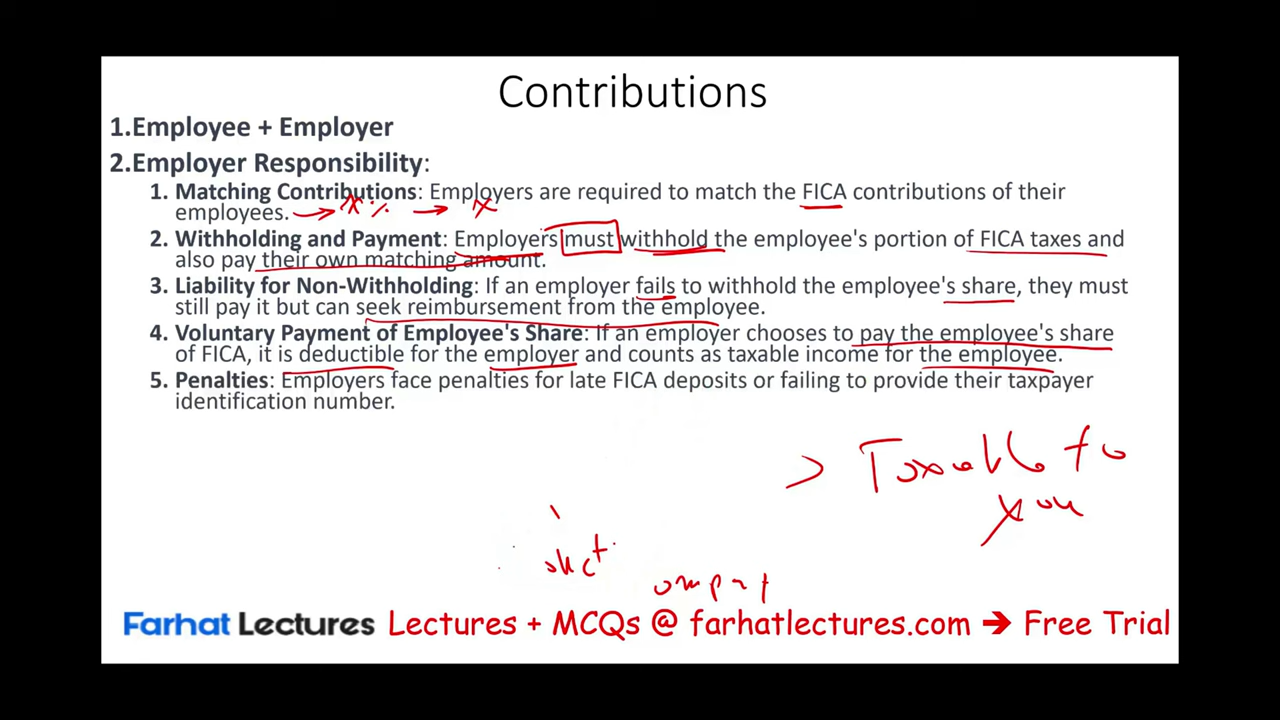 Contributions
1.Employee + Employer
2.Employer Responsibility:
1. Matching Contributions: Employers are required to match the FICA contributions of their
employees. → x% → x
2. Withholding and Payment: Employers must withhold the employee's portion of FICA taxes and
also pay their own matching amount.
3. Liability for Non-Withholding: If an employer fails to withhold the employee's share, they must
still pay it but can seek reimbursement from the employee.
4. Voluntary Payment of Employee's Share: If an employer chooses to pay the employee's share
of FICA, it is deductible for the employer and counts as taxable income for the employee.
5. Penalties: Employers face penalties for late FICA deposits or failing to provide their taxpayer
identification number.
> Taxable to
you
Farhat Lectures Lectures + MCQs @ farhatlectures.com → Free Trial